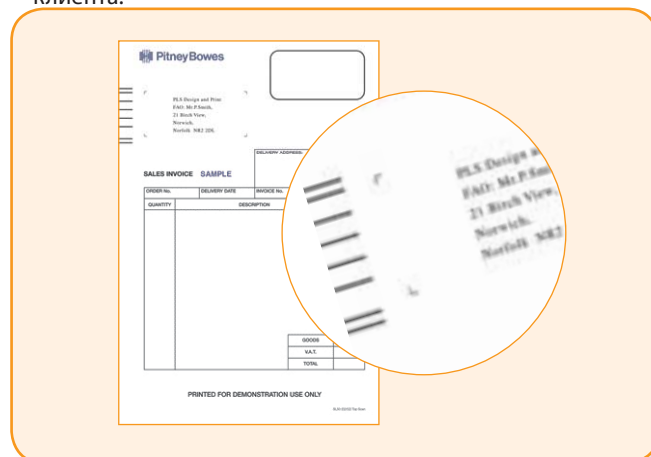 клиента.
PitneyBowes
PLS Design and Print
FAO: Mr P Smith,
21 Birch View,
Norwich,
Norfolk NR2
DELIVERY ADDRESS:
SALES INVOICE SAMPLE
ORDER No. DELIVERY DATE INVOICE No.
QUANTITY DESCRIPTION
GOODS
V.A.T.
TOTAL
PRINTED FOR DEMONSTRATION USE ONLY
PLS Design
FAO: Mr.P.Smi
21 Birch View,
Norwich,
Norfolk NR2